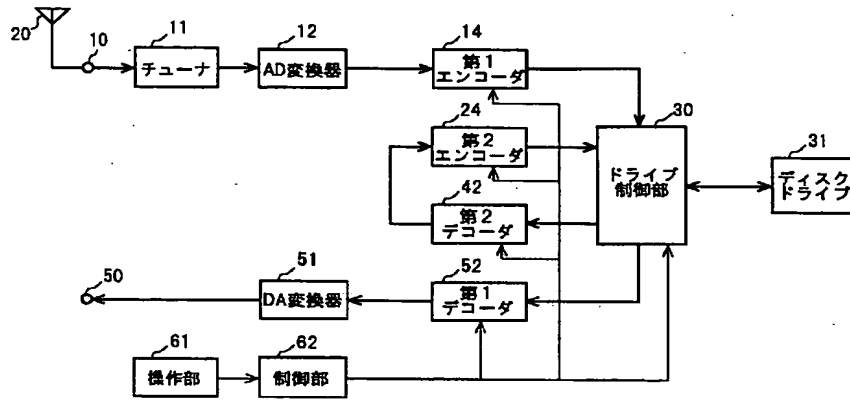 20
10
11
チューナ
12
AD変換器
14
第1
エンコーダ
24
第2
エンコーダ
42
第2
デコーダ
30
ドライブ
制御部
31
ディスク
ドライブ
50
51
DA変換器
52
第1
デコーダ
61
操作部
62
制御部